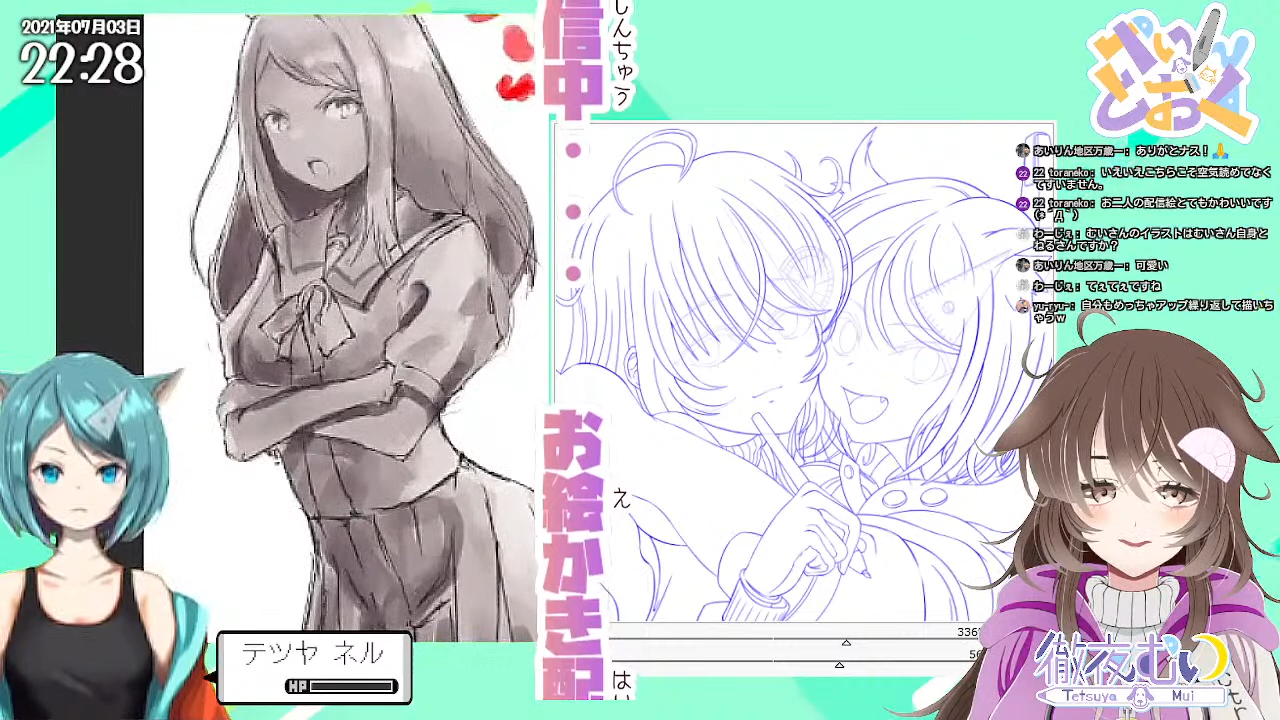 2021年07月03日
22:28
信中・・・
しんちゅう
お絵かき配
え
はい
あいりん地区万歳ー: ありがとナス！🙏
22_toraneko: いえいえこちらこそ空気読めてなくてすいません。
22_toraneko: お二人の配信絵とてもかわいいです
わーじぇ: むいさんのイラストはむいさん自身とねるさんですか？
あいりん地区万歳ー: 可愛い
わーじぇ: てぇてぇですね
自分もめっちゃアップ繰り返して描いちゃうw
テツヤ ネル
HP
336
徹夜むい
Tetsuya Mui